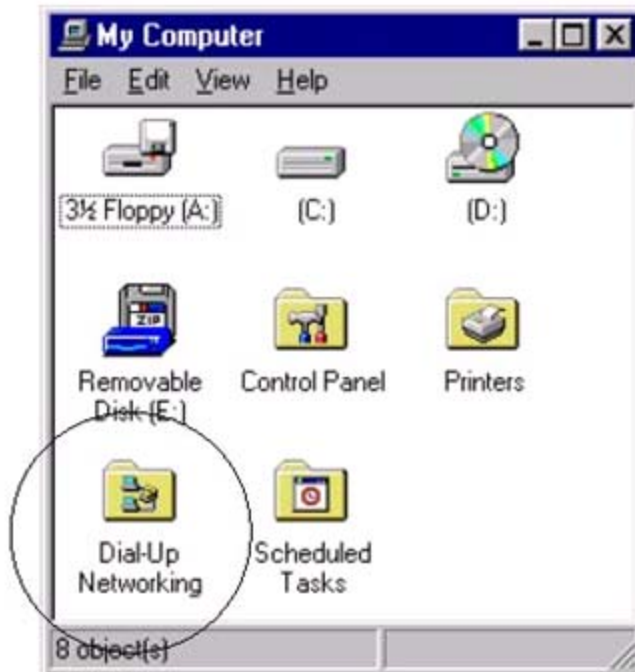 My Computer
File Edit View Help
3½ Floppy (A:) (C:) (D:)
ZIP
Removable Disk (E:) Control Panel Printers
Dial-Up Networking Scheduled Tasks
8 object(s)